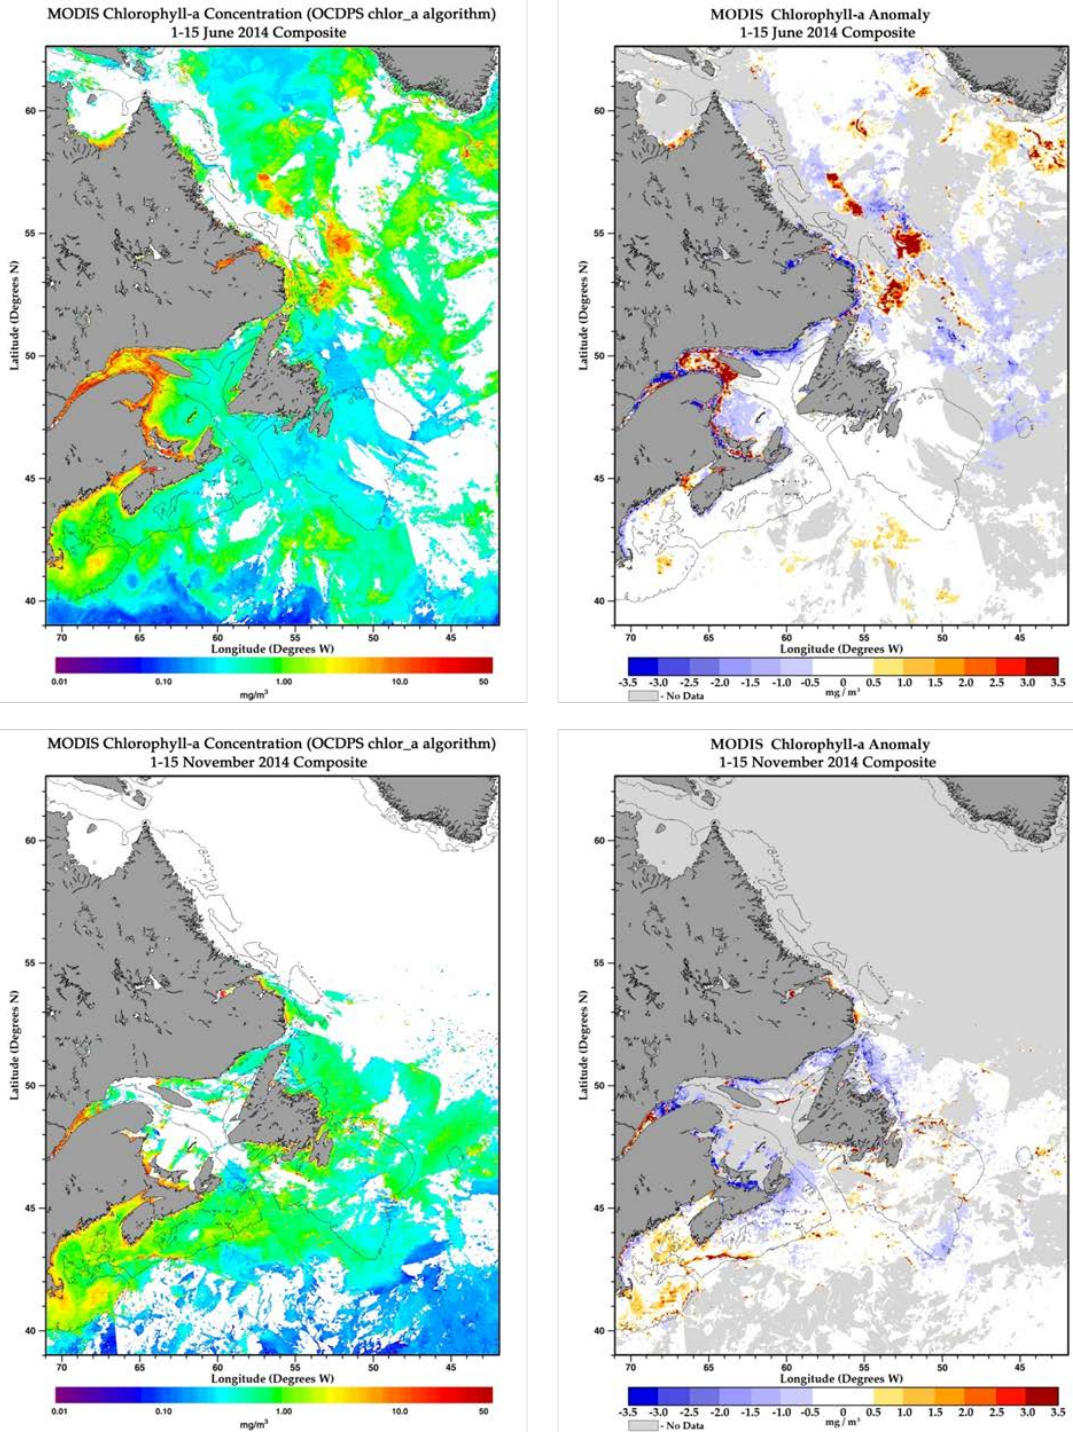 MODIS Chlorophyll-a Concentration (OCDPS chlor_a algorithm)
1-15 June 2014 Composite
Latitude (Degrees N)
60
55
50
45
40
70 65 60 55 50 45
Longitude (Degrees W)
0.01 0.10 1.00 10.0 50
mg/m³
MODIS Chlorophyll-a Anomaly
1-15 June 2014 Composite
Latitude (Degrees N)
60
55
50
45
40
70 65 60 55 50 45
Longitude (Degrees W)
-3.5 -3.0 -2.5 -2.0 -1.5 -1.0 -0.5 0 0.5 1.0 1.5 2.0 2.5 3.0 3.5
mg / m³
- No Data
MODIS Chlorophyll-a Concentration (OCDPS chlor_a algorithm)
1-15 November 2014 Composite
Latitude (Degrees N)
60
55
50
45
40
70 65 60 55 50 45
Longitude (Degrees W)
0.01 0.10 1.00 10.0 50
mg/m³
MODIS Chlorophyll-a Anomaly
1-15 November 2014 Composite
Latitude (Degrees N)
60
55
50
45
40
70 65 60 55 50 45
Longitude (Degrees W)
-3.5 -3.0 -2.5 -2.0 -1.5 -1.0 -0.5 0 0.5 1.0 1.5 2.0 2.5 3.0 3.5
mg / m³
- No Data